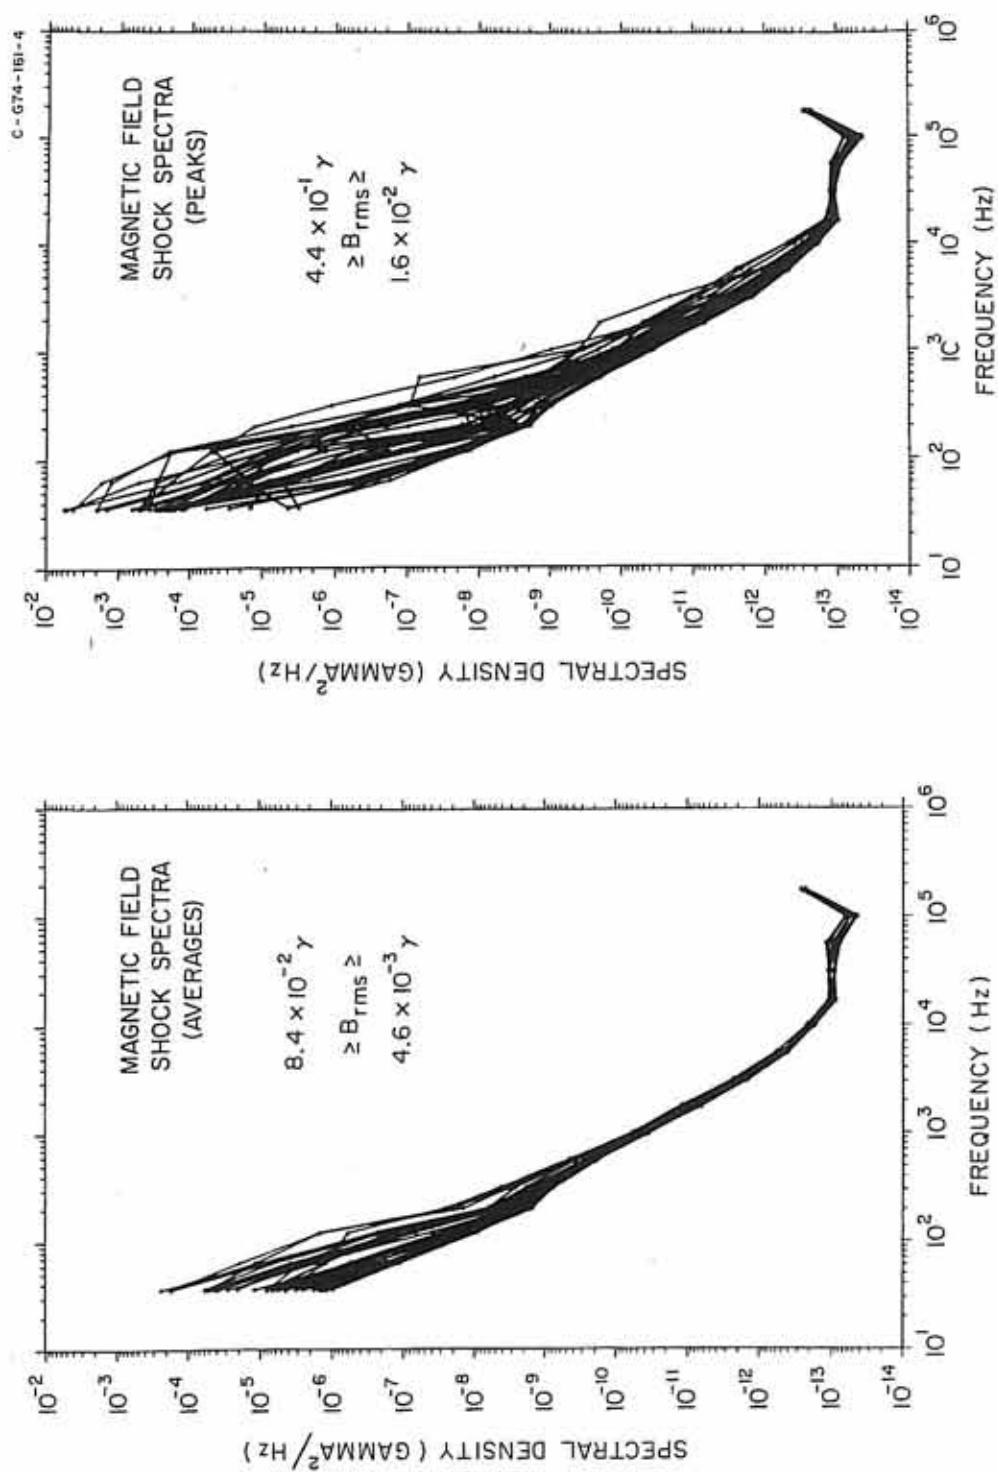 C-G74-161-4
MAGNETIC FIELD
SHOCK SPECTRA
(AVERAGES)
8.4 × 10⁻² γ
≥ Brms ≥
4.6 × 10⁻³ γ
SPECTRAL DENSITY (GAMMA²/Hz)
10⁻²
10⁻³
10⁻⁴
10⁻⁵
10⁻⁶
10⁻⁷
10⁻⁸
10⁻⁹
10⁻¹⁰
10⁻¹¹
10⁻¹²
10⁻¹³
10⁻¹⁴
10¹ 10² 10³ 10⁴ 10⁵ 10⁶
FREQUENCY (Hz)
MAGNETIC FIELD
SHOCK SPECTRA
(PEAKS)
4.4 × 10⁻¹ γ
≥ Brms ≥
1.6 × 10⁻² γ
SPECTRAL DENSITY (GAMMA²/Hz)
10⁻²
10⁻³
10⁻⁴
10⁻⁵
10⁻⁶
10⁻⁷
10⁻⁸
10⁻⁹
10⁻¹⁰
10⁻¹¹
10⁻¹²
10⁻¹³
10⁻¹⁴
10¹ 10² 1C³ 10⁴ 10⁵ 10⁶
FREQUENCY (Hz)